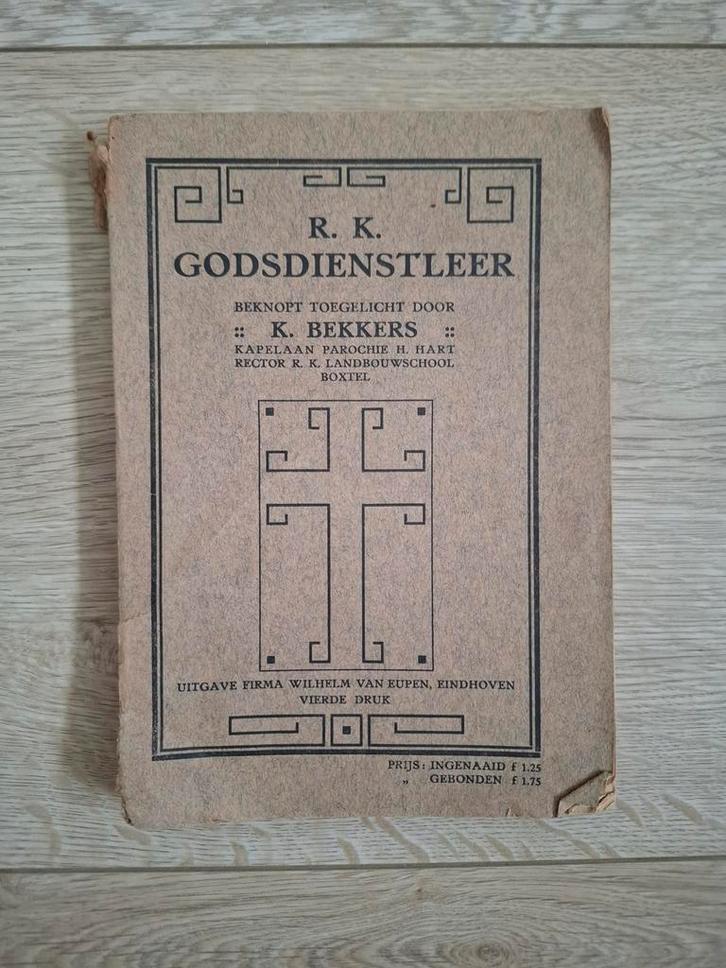 R. K.
GODSDIENSTLEER
BEKNOPT TOEGELICHT DOOR
:: K. BEKKERS ::
KAPELAAN PAROCHIE H. HART
RECTOR R. K. LANDBOUWSCHOOL
BOXTEL
UITGAVE FIRMA WILHELM VAN EUPEN, EINDHOVEN
VIERDE DRUK
PRIJS: INGENAAID f 1.25
„ GEBONDEN f 1.75